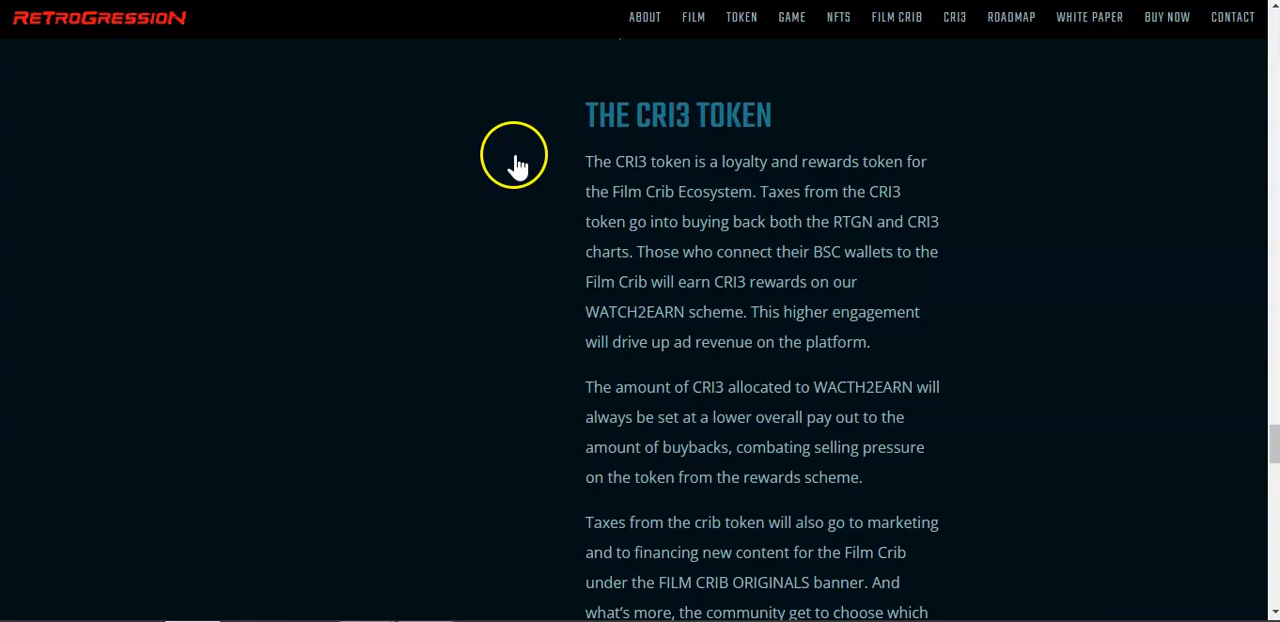 RETROGRESSION
ABOUT FILM TOKEN GAME NFTS FILM CRIB CRI3 ROADMAP WHITE PAPER BUY NOW CONTACT
THE CRI3 TOKEN
The CRI3 token is a loyalty and rewards token for
the Film Crib Ecosystem. Taxes from the CRI3
token go into buying back both the RTGN and CRI3
charts. Those who connect their BSC wallets to the
Film Crib will earn CRI3 rewards on our
WATCH2EARN scheme. This higher engagement
will drive up ad revenue on the platform.
The amount of CRI3 allocated to WACTH2EARN will
always be set at a lower overall pay out to the
amount of buybacks, combating selling pressure
on the token from the rewards scheme.
Taxes from the crib token will also go to marketing
and to financing new content for the Film Crib
under the FILM CRIB ORIGINALS banner. And
what's more, the community get to choose which